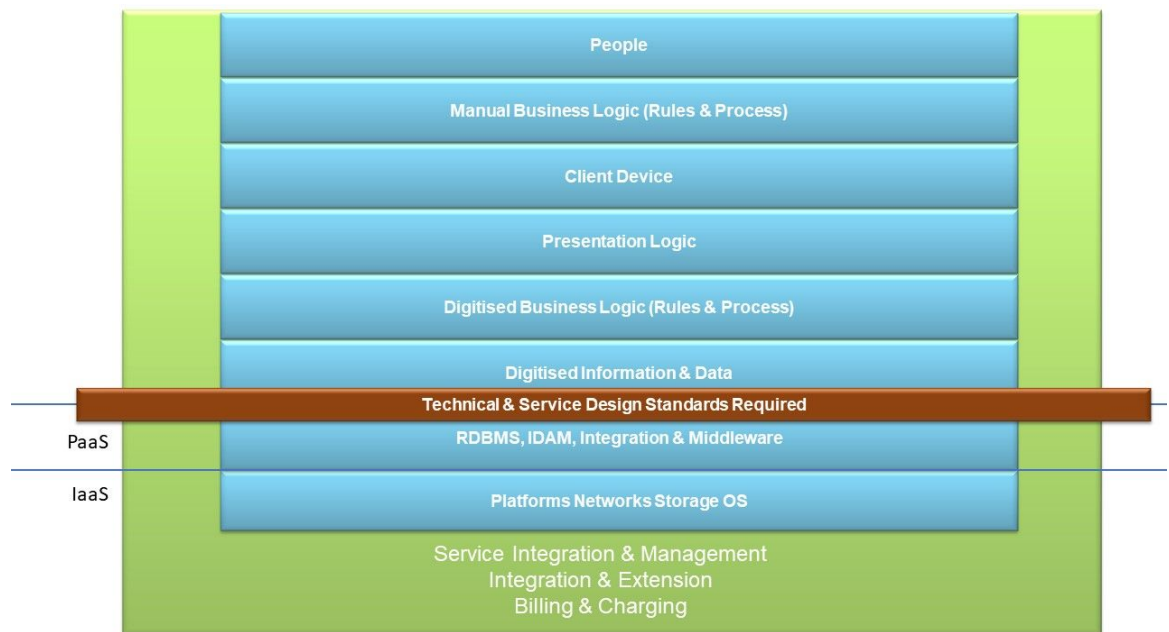 People
Manual Business Logic (Rules & Process)
Client Device
Presentation Logic
Digitised Business Logic (Rules & Process)
Digitised Information & Data
Technical & Service Design Standards Required
PaaS
RDBMS, IDAM, Integration & Middleware
IaaS
Platforms Networks Storage OS
Service Integration & Management
Integration & Extension
Billing & Charging